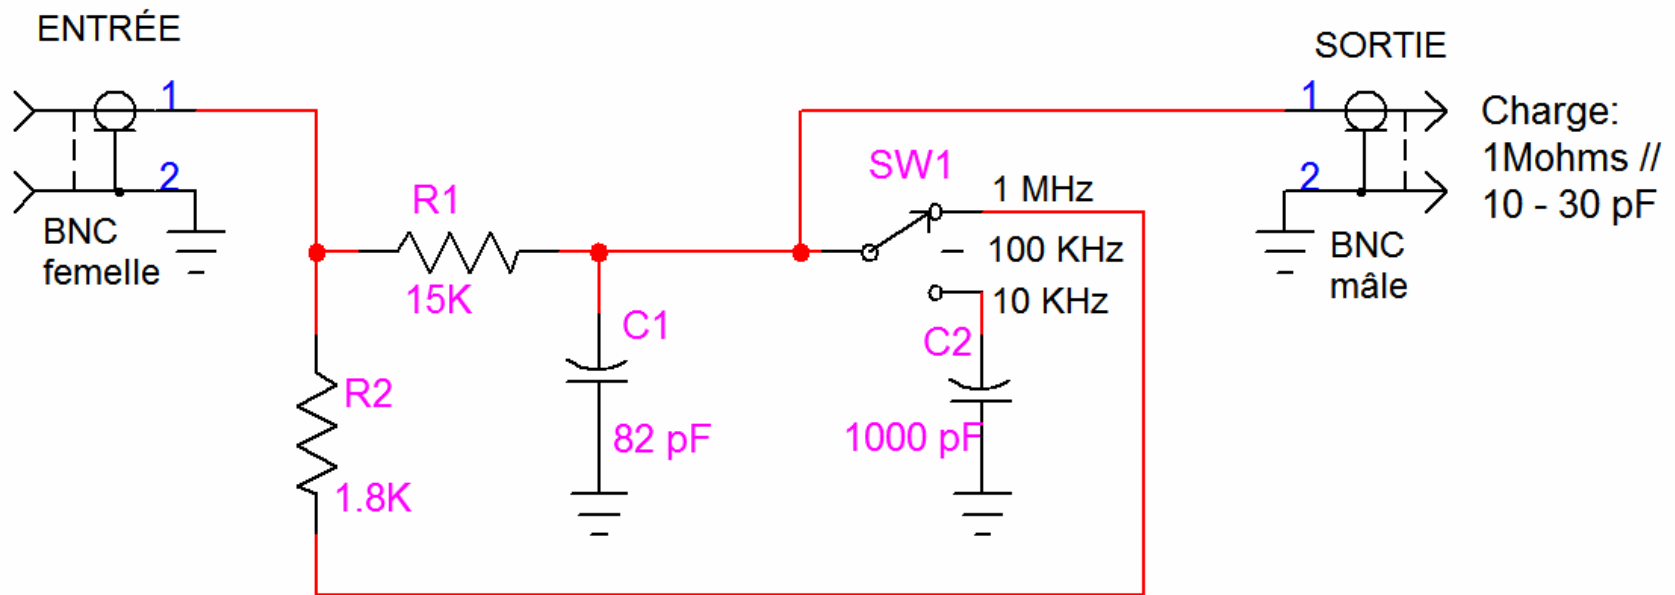 ENTRÉE
1
2
BNC
femelle
R1
15K
R2
1.8K
C1
82 pF
SW1
1 MHz
100 KHz
10 KHz
C2
1000 pF
SORTIE
1
2
BNC
mâle
Charge:
1Mohms //
10 - 30 pF